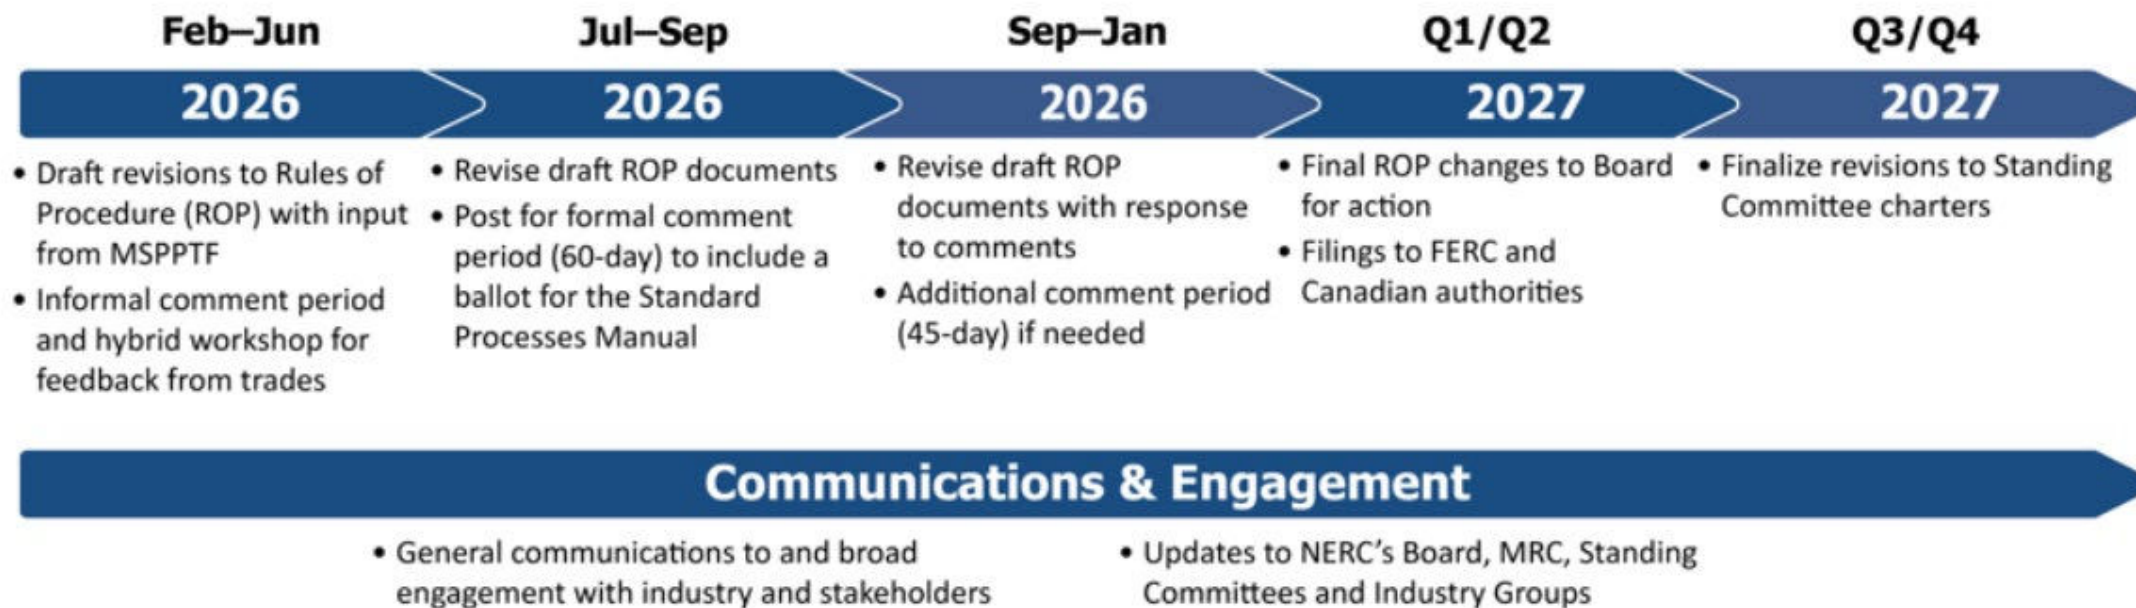 Feb–Jun
Jul–Sep
Sep–Jan
Q1/Q2
Q3/Q4
2026
2026
2026
2027
2027
• Draft revisions to Rules of
Procedure (ROP) with input
from MSPPTF
• Informal comment period
and hybrid workshop for
feedback from trades
• Revise draft ROP documents
• Post for formal comment
period (60-day) to include a
ballot for the Standard
Processes Manual
• Revise draft ROP
documents with response
to comments
• Additional comment period
(45-day) if needed
• Final ROP changes to Board
for action
• Filings to FERC and
Canadian authorities
• Finalize revisions to Standing
Committee charters
Communications & Engagement
• General communications to and broad
engagement with industry and stakeholders
• Updates to NERC's Board, MRC, Standing
Committees and Industry Groups